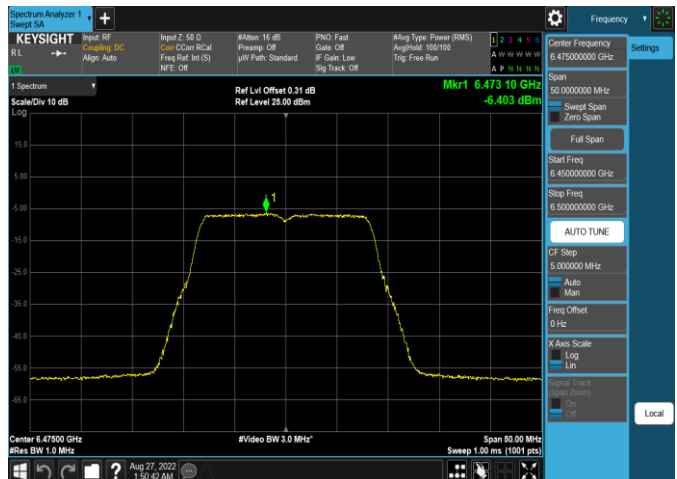 Spectrum Analyzer 1
Swept SA
+
Frequency
KEYSIGHT
RL
LV
Input: RF
Coupling: DC
Align: Auto
Input Z: 50 Ω
Corr CCorr RCal
Freq Ref: Int (S)
NFE: Off
#Atten: 16 dB
Preamp: Off
µW Path: Standard
PNO: Fast
Gate: Off
IF Gain: Low
Sig Track: Off
#Avg Type: Power (RMS)
Avg|Hold: 100/100
Trig: Free Run
1 2 3 4 5 6
A W W W W W
A P N N N N
1 Spectrum
Scale/Div 10 dB
Log
Ref Lvl Offset 0.31 dB
Ref Level 25.00 dBm
Mkr1 6.473 10 GHz
-6.403 dBm
15.0
5.00
-5.00
-15.0
-25.0
-35.0
-45.0
-55.0
-65.0
1
Center 6.47500 GHz
#Res BW 1.0 MHz
#Video BW 3.0 MHz*
Span 50.00 MHz
Sweep 1.00 ms (1001 pts)
Aug 27, 2022
1:50:42 AM
?
Settings
Center Frequency
6.475000000 GHz
Span
50.0000000 MHz
Swept Span
Zero Span
Full Span
Start Freq
6.450000000 GHz
Stop Freq
6.500000000 GHz
AUTO TUNE
CF Step
5.000000 MHz
Auto
Man
Freq Offset
0 Hz
X Axis Scale
Log
Lin
Signal Track
(Span Zoom)
On
Off
Local